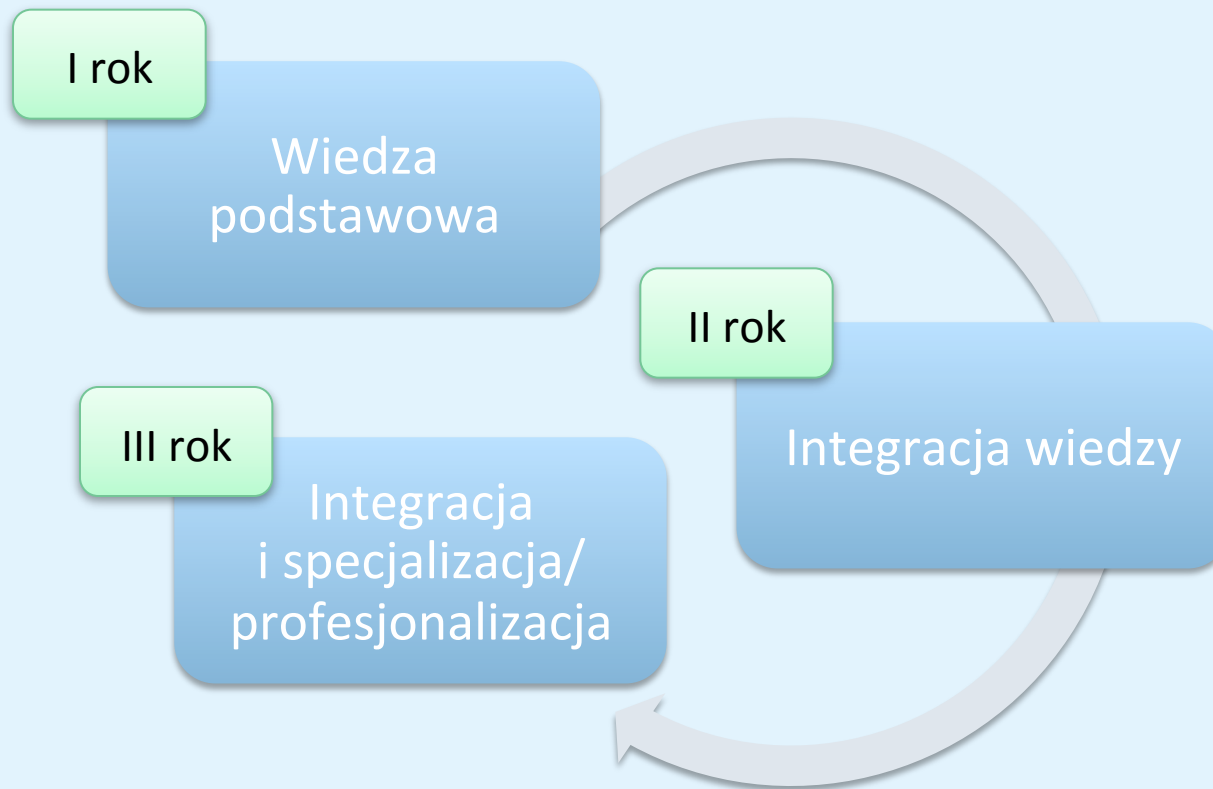 I rok
Wiedza
podstawowa
II rok
Integracja wiedzy
III rok
Integracja
i specjalizacja/
profesjonalizacja